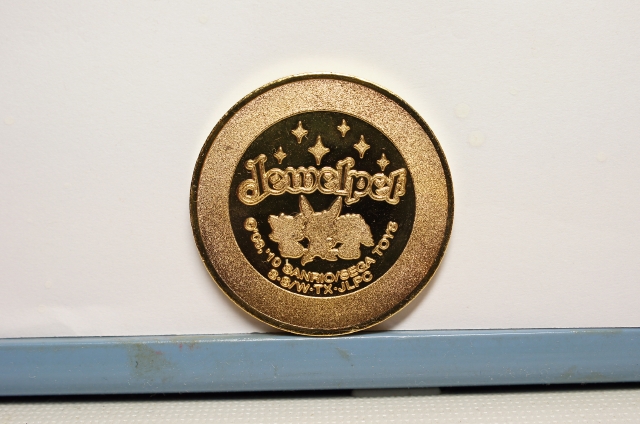 Jewelpet
©'08, '10 SANRIO/SEGA TOYS
S・S/W・TX・JLPC